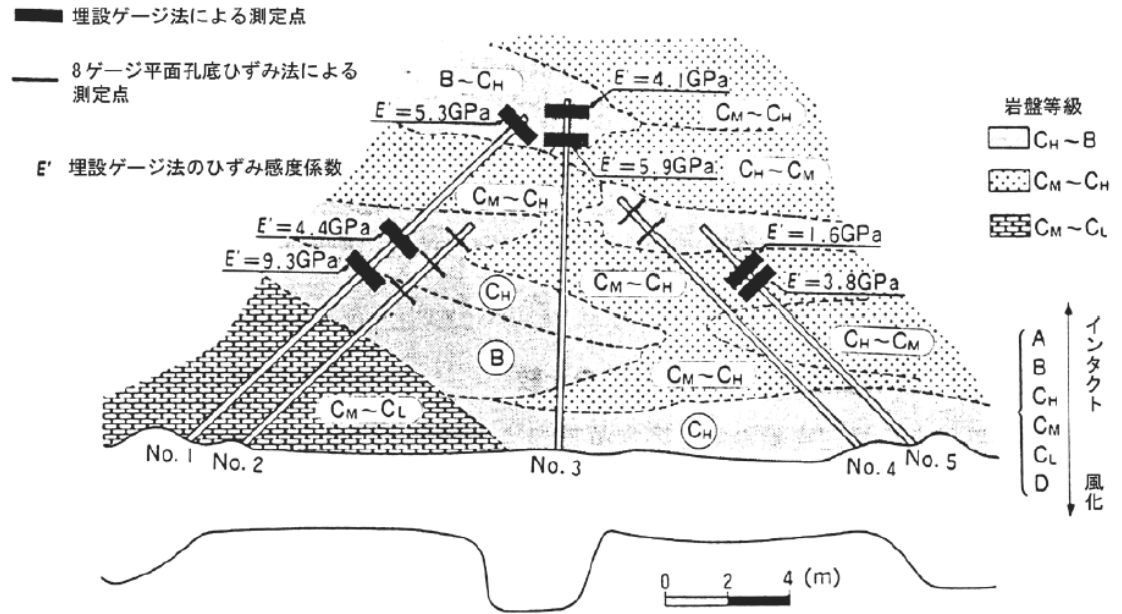 埋設ゲージ法による測定点
8ゲージ平面孔底ひずみ法による
測定点
E' 埋設ゲージ法のひずみ感度係数
B～CH
E'=4.1GPa
E'=5.3GPa
CM～CH
E=5.9GPa
CH～CM
CM～CH
E'=4.4GPa
E'=9.3GPa
E'=1.6GPa
E=3.8GPa
CH
CM～CH
B
CH～CM
CM～CH
CM～CL
CH
No.1
No.2
No.3
No.4
No.5
岩盤等級
CH～B
CM～CH
CM～CL
A
B
CH
CM
CL
D
インタクト
風化
0 2 4 (m)